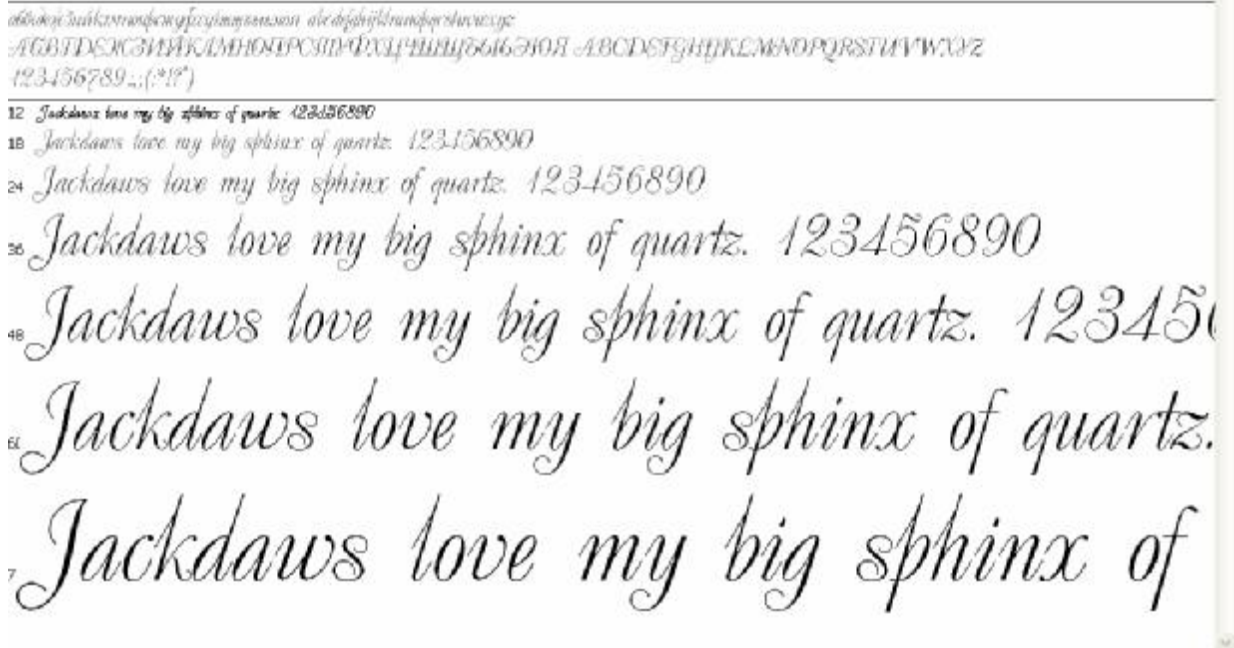 АБВГДЕЖЗИЙКЛМНОПРСТУФХЦЧШЩЪЫЬЭЮЯ ABCDEFGHIJKLMNOPQRSTUVWXYZ
12 Jackdaws love my big sphinx of quartz. 123456890
18 Jackdaws love my big sphinx of quartz. 123456890
24 Jackdaws love my big sphinx of quartz. 123456890
36 Jackdaws love my big sphinx of quartz. 123456890
48 Jackdaws love my big sphinx of quartz. 12345
Jackdaws love my big sphinx of quartz.
Jackdaws love my big sphinx of